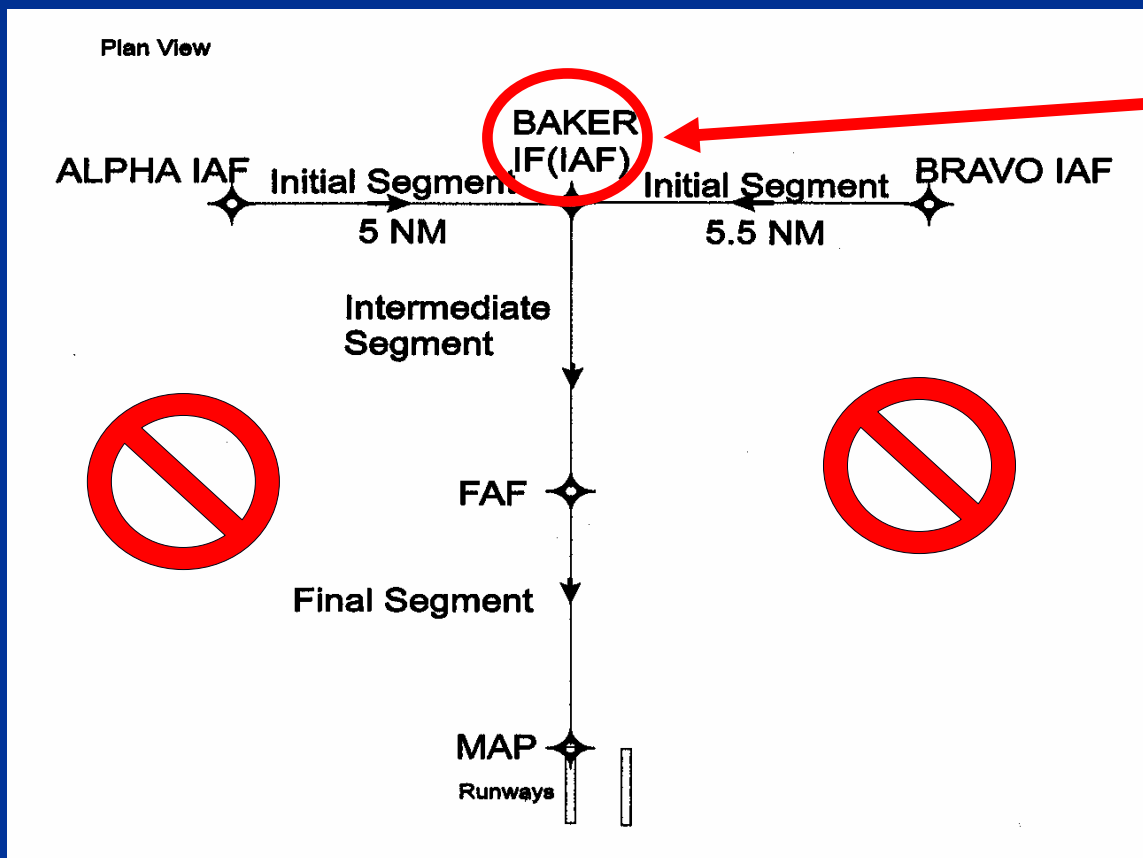 Plan View
BAKER
IF(IAF)
ALPHA IAF
Initial Segment
Initial Segment
BRAVO IAF
5 NM
5.5 NM
Intermediate
Segment
FAF
Final Segment
MAP
Runways